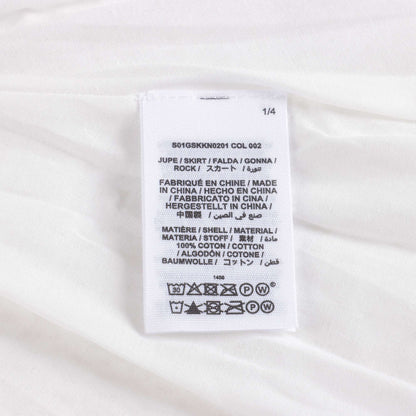 1/4
S01GSKKN0201 COL 002
JUPE / SKIRT / FALDA / GONNA /
ROCK / スカート / تنورة /
FABRIQUÉ EN CHINE / MADE
IN CHINA / HECHO EN CHINA
/ FABBRICATO IN CINA /
HERGESTELLT IN CHINA /
中国製 / صنع في الصين /
MATIÈRE / SHELL / MATERIAL /
MATERIA / STOFF / 素材 / مادة /
100% COTON / COTTON
/ ALGODÓN / COTONE /
BAUMWOLLE / コットン / قطن
1456
30 P W
P W